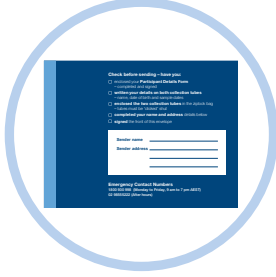 Check before sending – have you:
☐ enclosed your Participant Details Form
– completed and signed
☐ written your details on both collection tubes
– name, date of birth and sample dates
☐ enclosed the two collection tubes in the ziplock bag
– tubes must be 'clicked' shut
☐ completed your name and address details below
☐ signed the front of the envelope
Sender name
Sender address
Emergency Contact Numbers
(Monday to Friday, 9 am to 7 pm AEST)
(After hours)